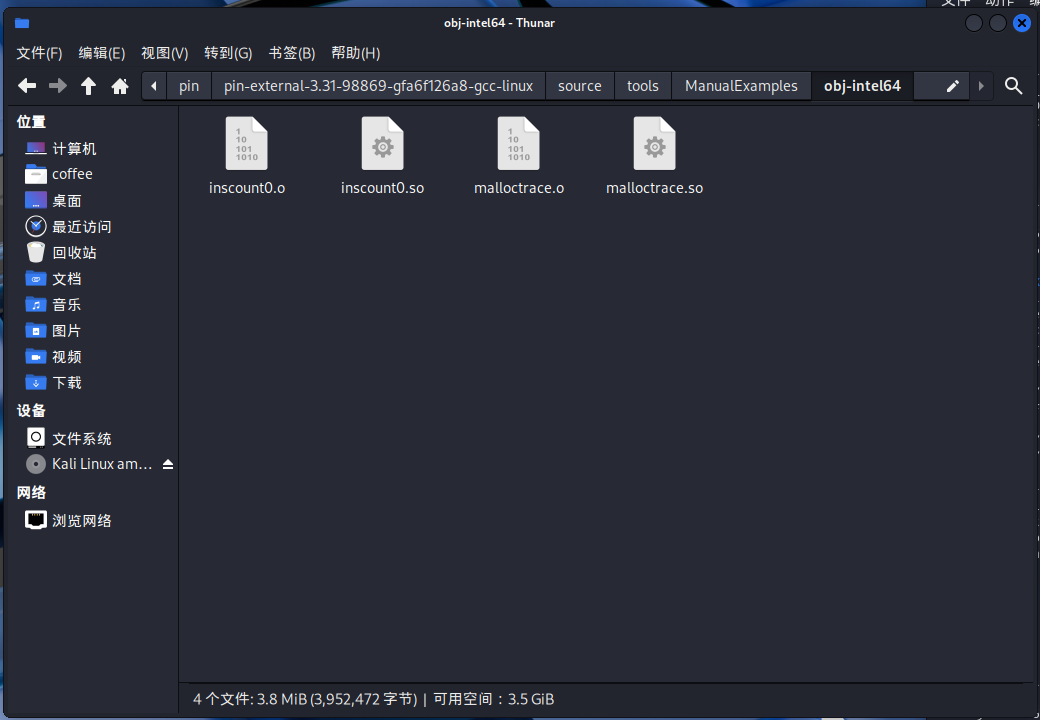 文件 动作 编
obj-intel64 - Thunar
文件(F) 编辑(E) 视图(V) 转到(G) 书签(B) 帮助(H)
pin pin-external-3.31-98869-gfa6f126a8-gcc-linux source tools ManualExamples obj-intel64
位置
计算机
coffee
桌面
最近访问
回收站
文档
音乐
图片
视频
下载
设备
文件系统
Kali Linux am...
网络
浏览网络
1
10
101
1010
1
10
101
1010
inscount0.o inscount0.so malloctrace.o malloctrace.so
4 个文件: 3.8 MiB (3,952,472 字节) | 可用空间：3.5 GiB